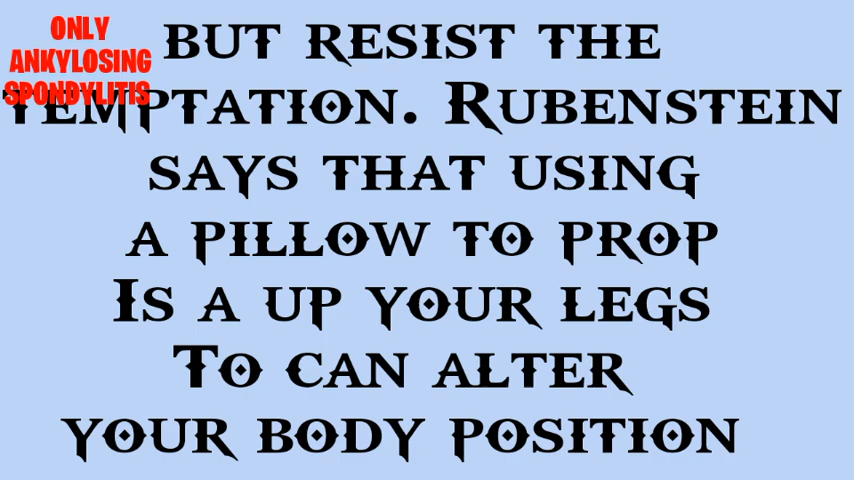 ONLY
ANKYLOSING
SPONDYLITIS
BUT RESIST THE
TEMPTATION. RUBENSTEIN
SAYS THAT USING
A PILLOW TO PROP
IS A UP YOUR LEGS
TO CAN ALTER
YOUR BODY POSITION